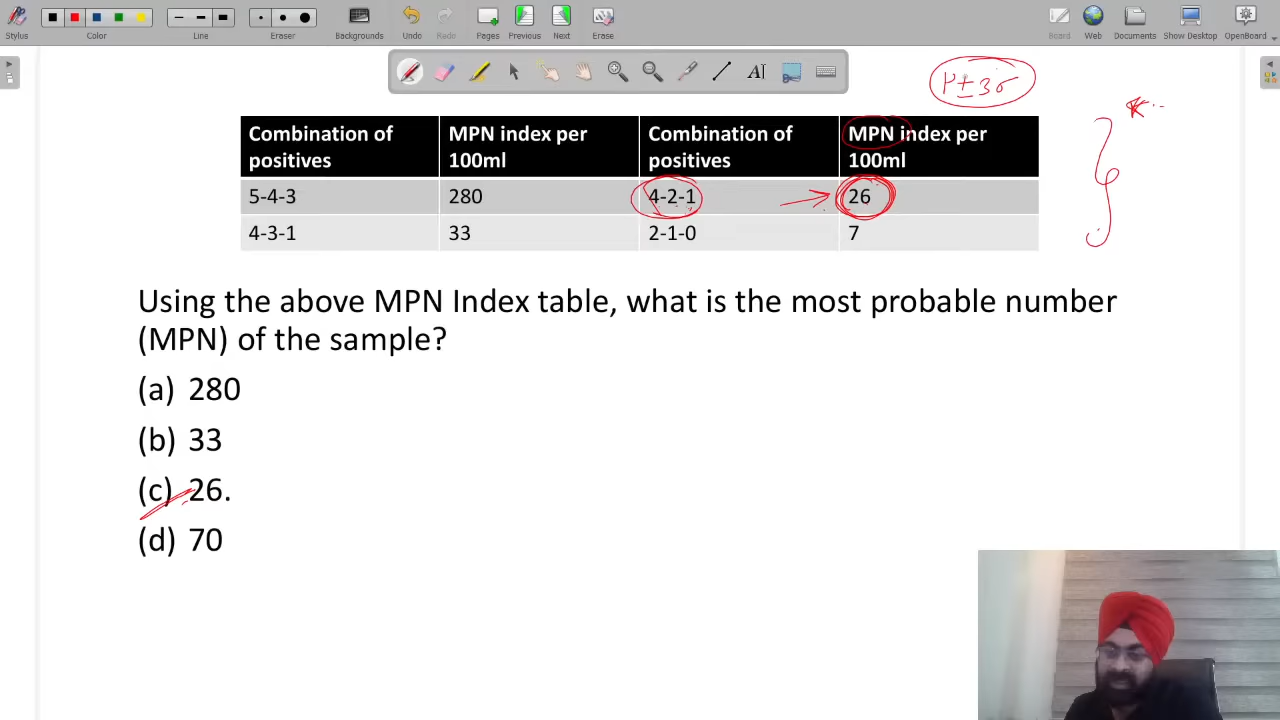 Stylus Color Line Eraser Backgrounds Undo Redo Pages Previous Next Erase Board Web Documents Show Desktop OpenBoard
Combination of positives MPN index per 100ml Combination of positives MPN index per 100ml
5-4-3 280 4-2-1 26
4-3-1 33 2-1-0 7
Using the above MPN Index table, what is the most probable number
(MPN) of the sample?
(a) 280
(b) 33
(c) 26.
(d) 70